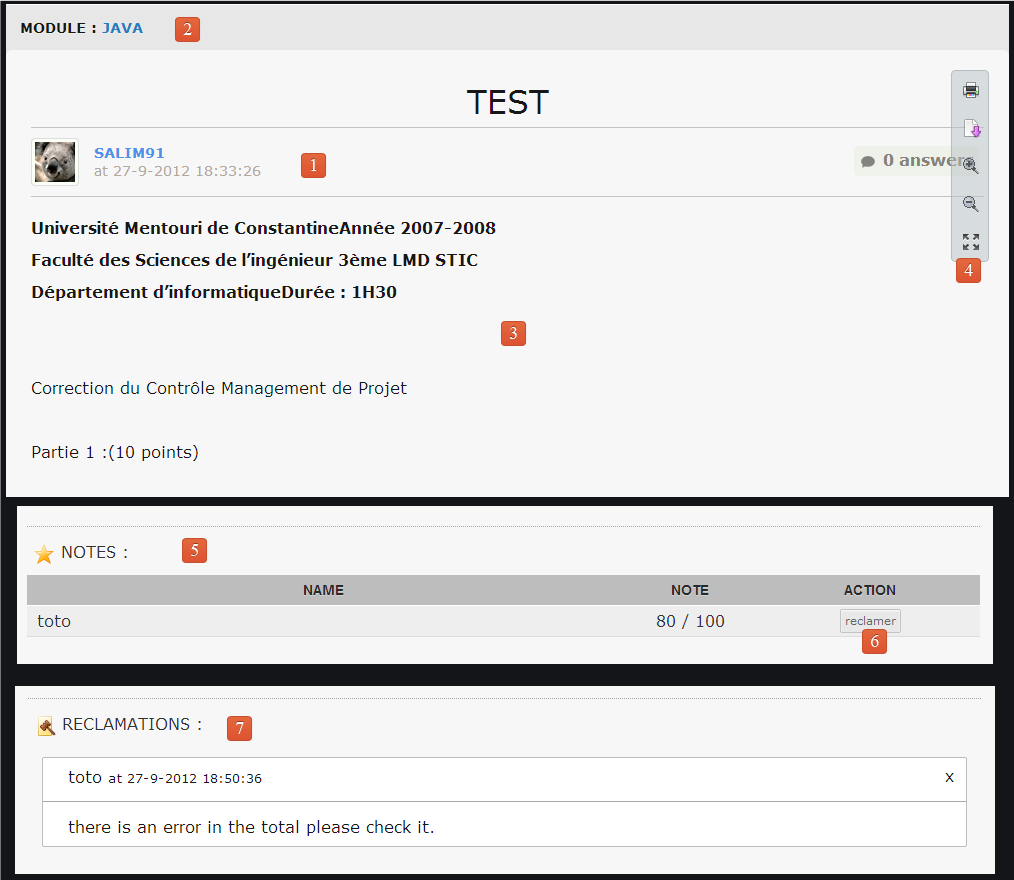 MODULE : JAVA 2
TEST
SALIM91
at 27-9-2012 18:33:26
1
0 answers
Université Mentouri de ConstantineAnnée 2007-2008
Faculté des Sciences de l’ingénieur 3ème LMD STIC
4
Département d’informatiqueDurée : 1H30
3
Correction du Contrôle Management de Projet
Partie 1 :(10 points)
NOTES : 5
NAME NOTE ACTION
toto 80 / 100 reclamer
6
RECLAMATIONS : 7
toto at 27-9-2012 18:50:36 x
there is an error in the total please check it.